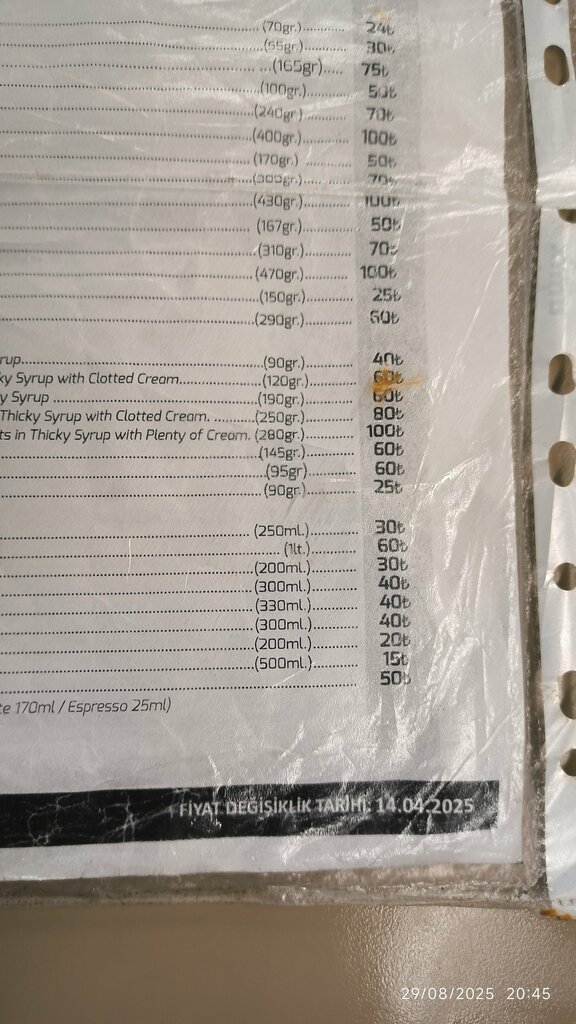 (70gr.) 24₺
(55gr.) 30₺
(165gr) 75₺
(100gr.) 50₺
(240gr.) 70₺
(400gr.) 100₺
(170gr.) 50₺
70₺
(430gr.) 100₺
(167gr.) 50₺
(310gr.) 70₺
(470gr.) 100₺
(150gr.) 25₺
(290gr.)
rup (90gr.) 40₺
ky Syrup with Clotted Cream (120gr.)
y Syrup (190gr.) 60₺
Thicky Syrup with Clotted Cream. (250gr.) 80₺
ts in Thicky Syrup with Plenty of Cream. (280gr.) 100₺
(145gr.) 60₺
(95gr) 60₺
(90gr.) 25₺
(250ml.) 30₺
(1lt.) 60₺
(200ml.) 30₺
(300ml.) 40₺
(330ml.) 40₺
(300ml.) 40₺
(200ml.) 20₺
(500ml.) 15₺
50₺
te 170ml / Espresso 25ml)
FİYAT DEĞİŞİKLİK TARİHİ: 14.04.2025
29/08/2025 20:45